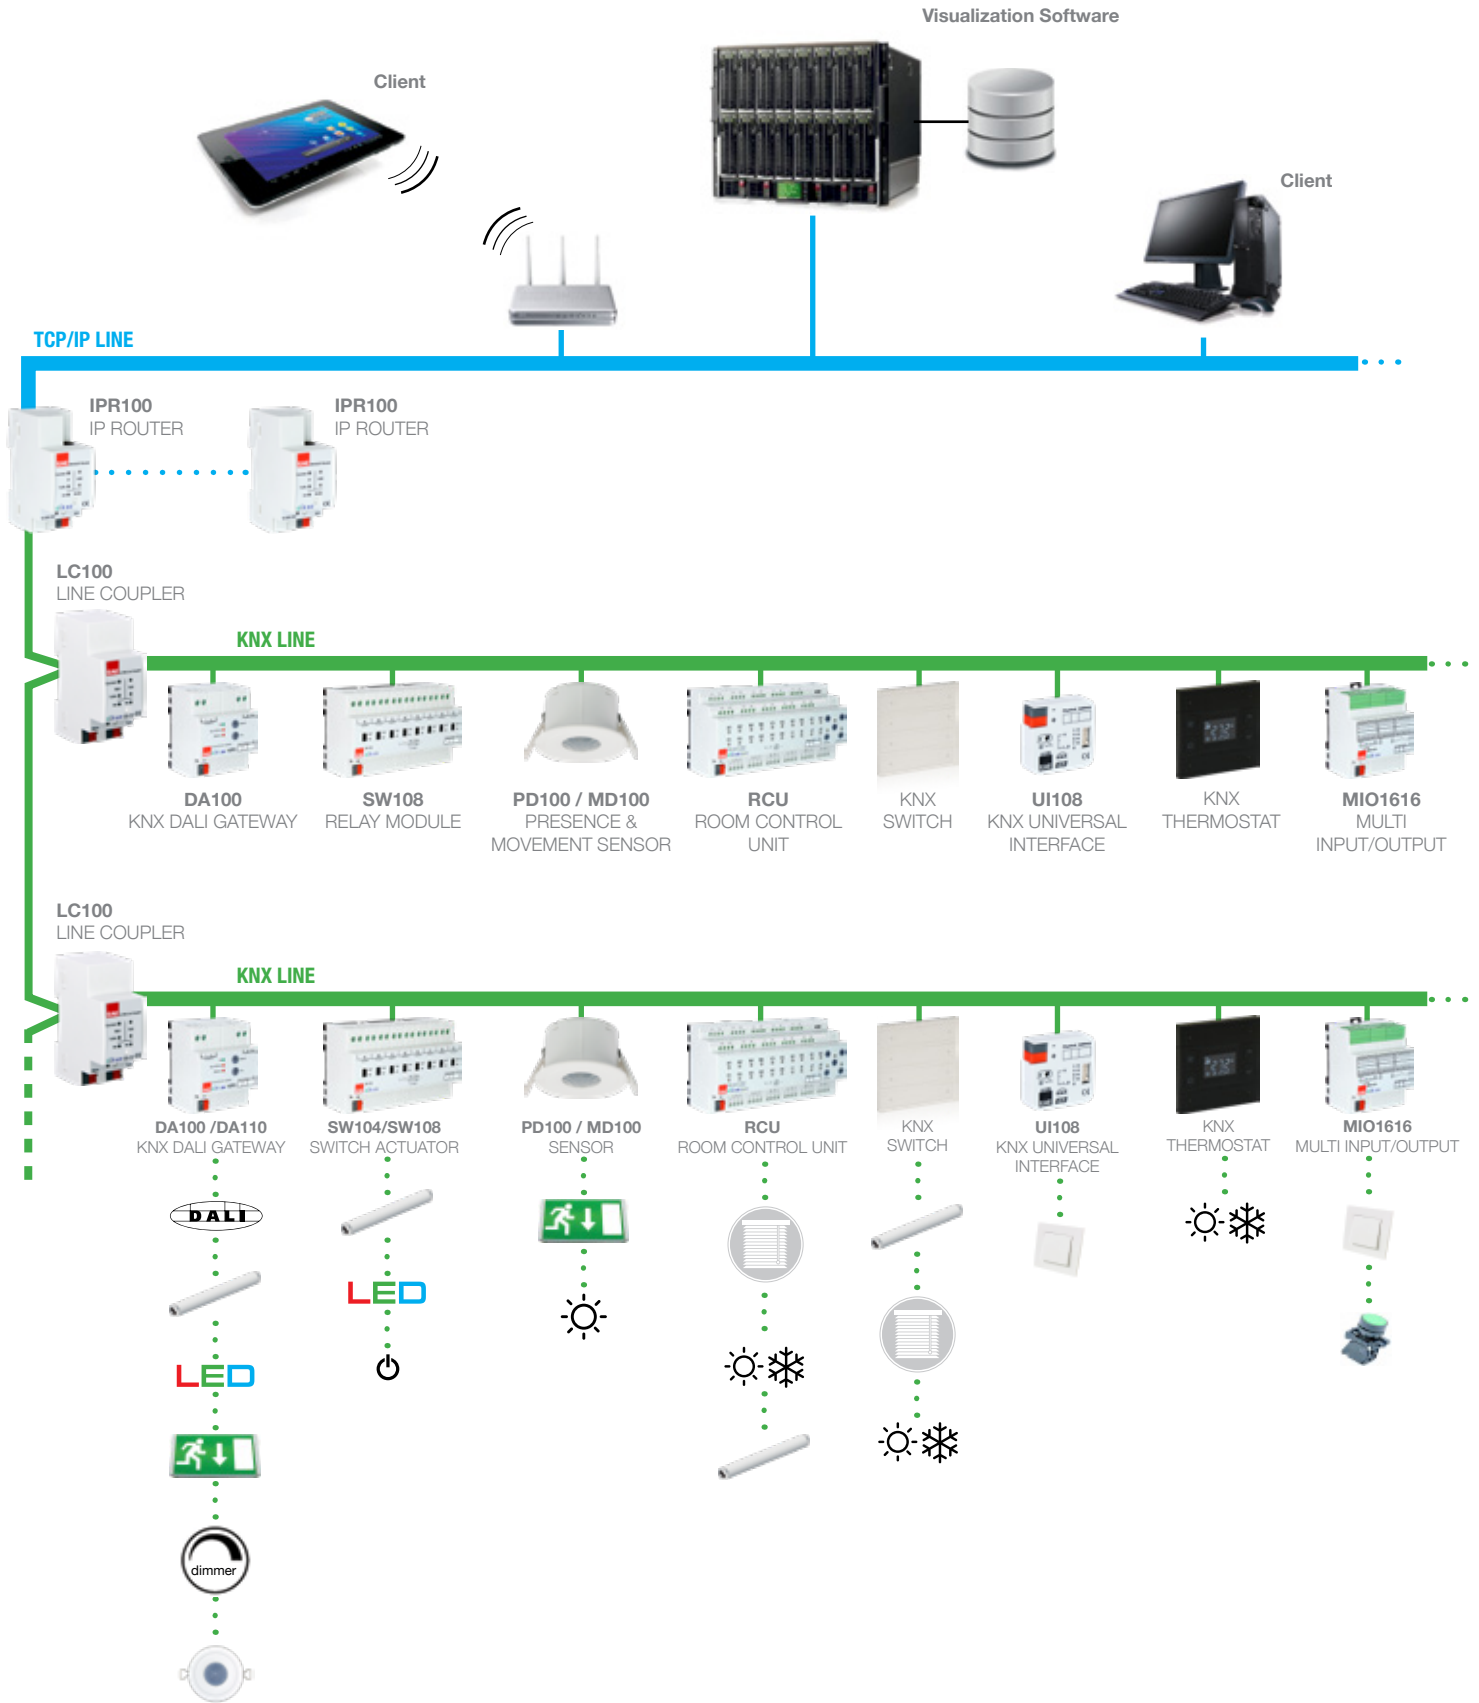 Visualization Software
Client
Client
TCP/IP LINE
IPR100
IP ROUTER
IPR100
IP ROUTER
LC100
LINE COUPLER
KNX LINE
DA100
KNX DALI GATEWAY
SW108
RELAY MODULE
PD100 / MD100
PRESENCE &
MOVEMENT SENSOR
RCU
ROOM CONTROL
UNIT
KNX
SWITCH
UI108
KNX UNIVERSAL
INTERFACE
KNX
THERMOSTAT
MIO1616
MULTI
INPUT/OUTPUT
LC100
LINE COUPLER
KNX LINE
DA100 /DA110
KNX DALI GATEWAY
SW104/SW108
SWITCH ACTUATOR
PD100 / MD100
SENSOR
RCU
ROOM CONTROL UNIT
KNX
SWITCH
UI108
KNX UNIVERSAL
INTERFACE
KNX
THERMOSTAT
MIO1616
MULTI INPUT/OUTPUT
DALI
LED
LED
dimmer